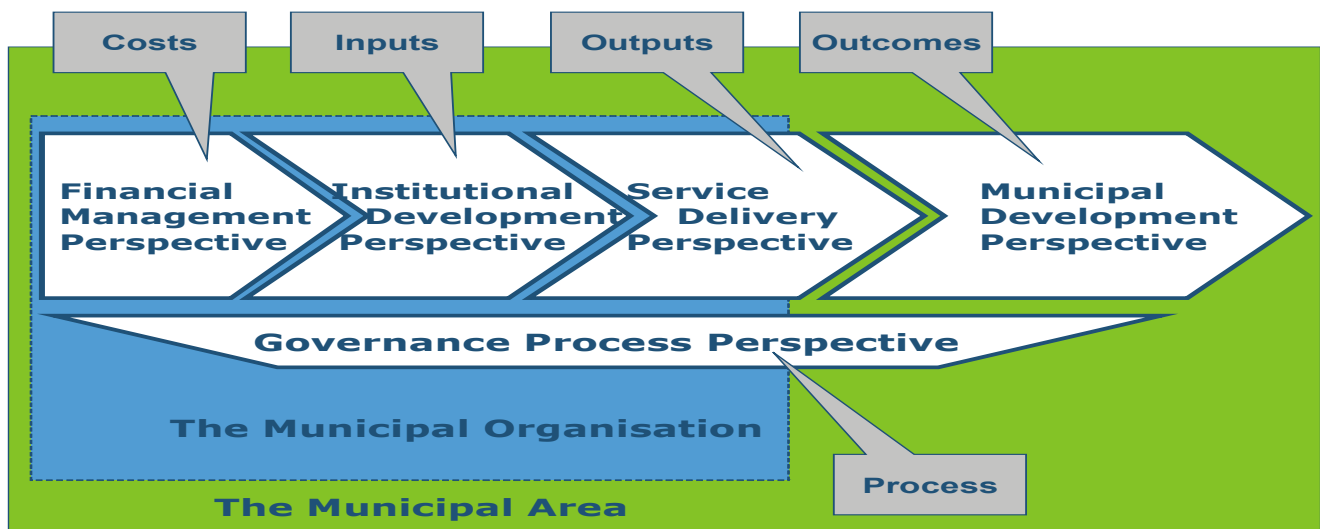 Costs
Inputs
Outputs
Outcomes
Financial
Management
Perspective
Institutional
Development
Perspective
Service
Delivery
Perspective
Municipal
Development
Perspective
Governance Process Perspective
The Municipal Organisation
Process
The Municipal Area